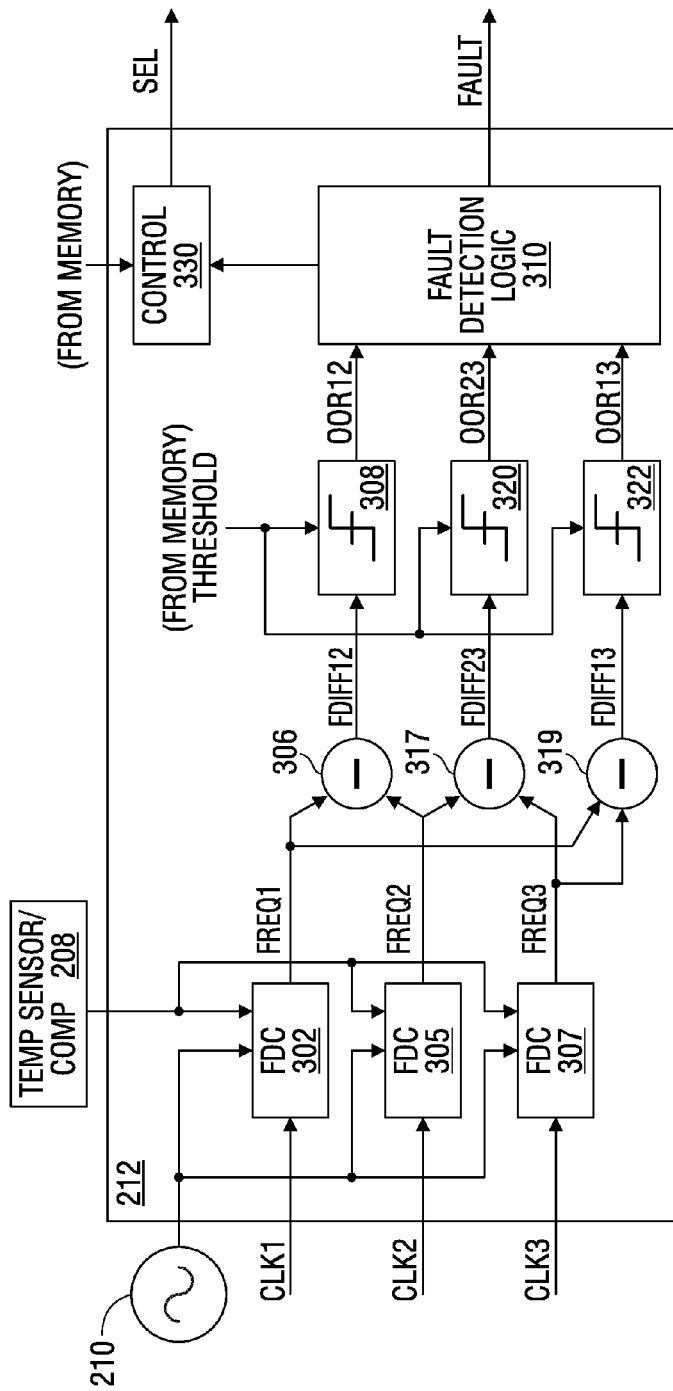 210
212
TEMP SENSOR/
COMP 208
CLK1
CLK2
CLK3
FDC
302
FDC
305
FDC
307
FREQ1
FREQ2
FREQ3
306
317
319
FDIFF12
FDIFF23
FDIFF13
(FROM MEMORY)
THRESHOLD
308
320
322
OOR12
OOR23
OOR13
(FROM MEMORY)
CONTROL
330
FAULT
DETECTION
LOGIC
310
SEL
FAULT